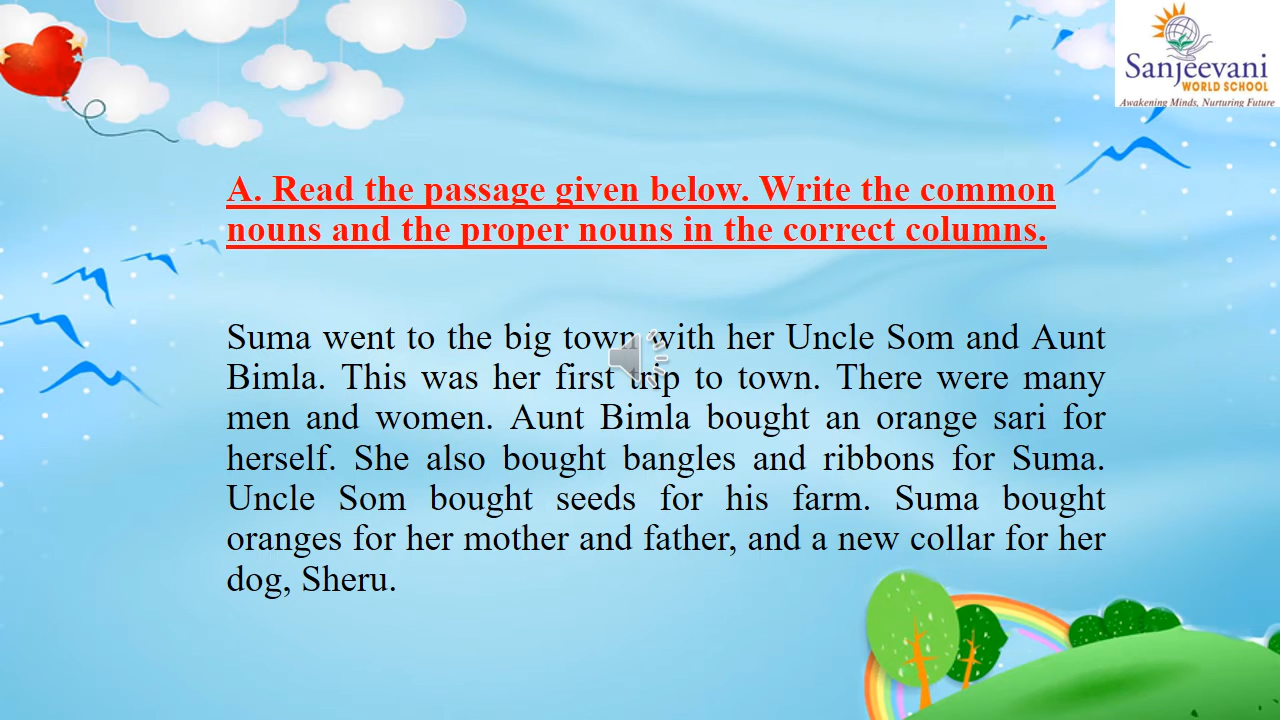 Sanjeevani
WORLD SCHOOL
Awakening Minds, Nurturing Future
A. Read the passage given below. Write the common
nouns and the proper nouns in the correct columns.
Suma went to the big town with her Uncle Som and Aunt
Bimla. This was her first trip to town. There were many
men and women. Aunt Bimla bought an orange sari for
herself. She also bought bangles and ribbons for Suma.
Uncle Som bought seeds for his farm. Suma bought
oranges for her mother and father, and a new collar for her
dog, Sheru.